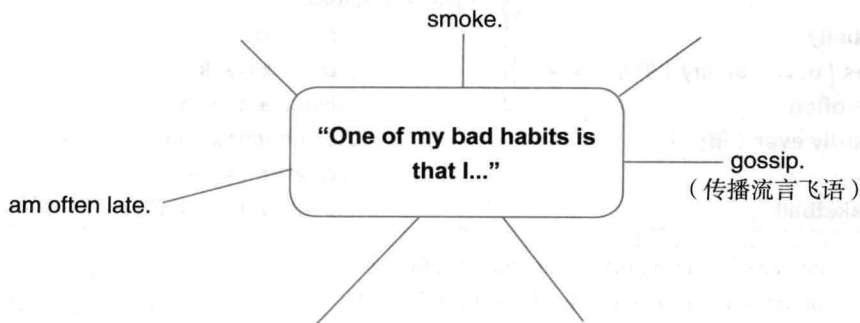 smoke.
“One of my bad habits is
that I...”
gossip.
（传播流言飞语）
am often late.